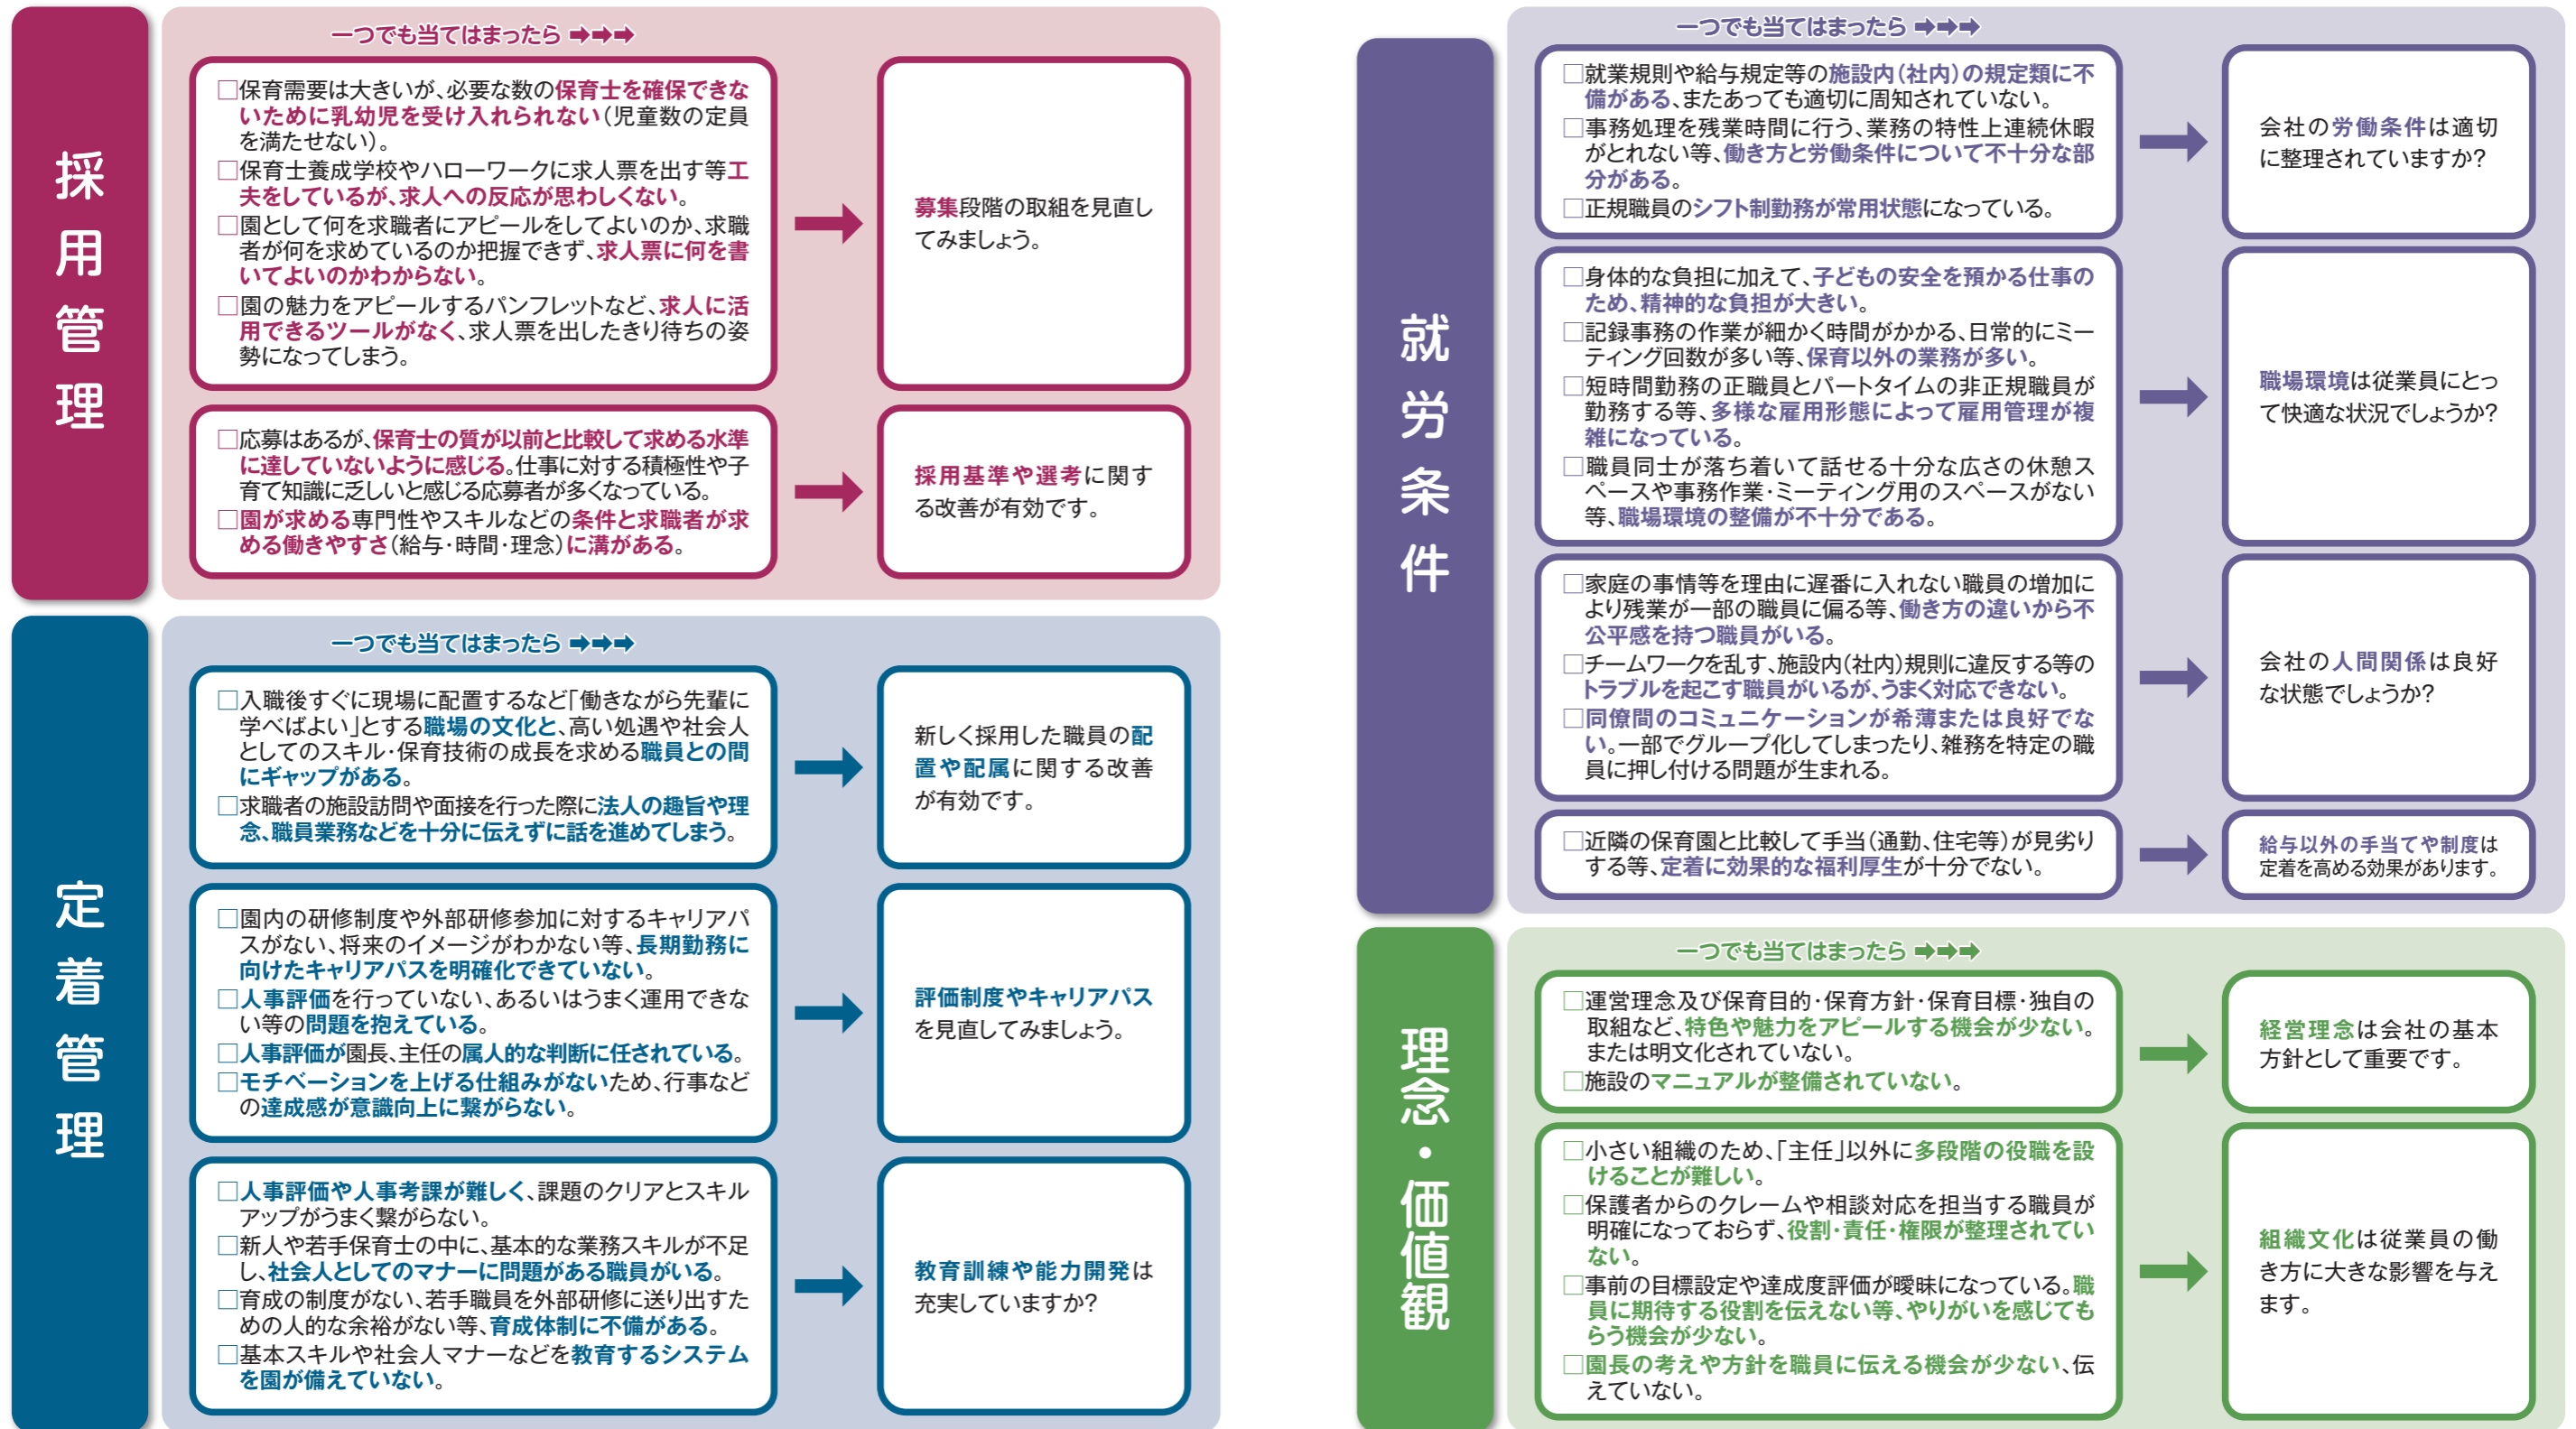 採用管理
一つでも当てはまったら ➡➡➡
□保育需要は大きいが、必要な数の保育士を確保できな
いために乳幼児を受け入れられない（児童数の定員
を満たせない）。
□保育士養成学校やハローワークに求人票を出す等工
夫をしているが、求人への反応が思わしくない。
□園として何を求職者にアピールをしてよいのか、求職
者が何を求めているのか把握できず、求人票に何を書
いてよいのかわからない。
□園の魅力をアピールするパンフレットなど、求人に活
用できるツールがなく、求人票を出したきり待ちの姿
勢になってしまう。
募集段階の取組を見直し
てみましょう。
□応募はあるが、保育士の質が以前と比較して求める水準
に達していないように感じる。仕事に対する積極性や子
育て知識に乏しいと感じる応募者が多くなっている。
□園が求める専門性やスキルなどの条件と求職者が求
める働きやすさ（給与・時間・理念）に溝がある。
採用基準や選考に関す
る改善が有効です。
定着管理
一つでも当てはまったら ➡➡➡
□入職後すぐに現場に配置するなど「働きながら先輩に
学べばよい」とする職場の文化と、高い処遇や社会人
としてのスキル・保育技術の成長を求める職員との間
にギャップがある。
□求職者の施設訪問や面接を行った際に法人の趣旨や理
念、職員業務などを十分に伝えずに話を進めてしまう。
新しく採用した職員の配
置や配属に関する改善
が有効です。
□園内の研修制度や外部研修参加に対するキャリアパ
スがない、将来のイメージがわかない等、長期勤務に
向けたキャリアパスを明確化できていない。
□人事評価を行っていない、あるいはうまく運用できな
い等の問題を抱えている。
□人事評価が園長、主任の属人的な判断に任されている。
□モチベーションを上げる仕組みがないため、行事など
の達成感が意識向上に繋がらない。
評価制度やキャリアパス
を見直してみましょう。
□人事評価や人事考課が難しく、課題のクリアとスキル
アップがうまく繋がらない。
□新人や若手保育士の中に、基本的な業務スキルが不足
し、社会人としてのマナーに問題がある職員がいる。
□育成の制度がない、若手職員を外部研修に送り出すた
めの人的な余裕がない等、育成体制に不備がある。
□基本スキルや社会人マナーなどを教育するシステム
を園が備えていない。
教育訓練や能力開発は
充実していますか?
就労条件
一つでも当てはまったら ➡➡➡
□就業規則や給与規定等の施設内（社内）の規定類に不
備がある、またあっても適切に周知されていない。
□事務処理を残業時間に行う、業務の特性上連続休暇
がとれない等、働き方と労働条件について不十分な部
分がある。
□正規職員のシフト制勤務が常用状態になっている。
会社の労働条件は適切
に整理されていますか?
□身体的な負担に加えて、子どもの安全を預かる仕事の
ため、精神的な負担が大きい。
□記録事務の作業が細かく時間がかかる、日常的にミー
ティング回数が多い等、保育以外の業務が多い。
□短時間勤務の正職員とパートタイムの非正規職員が
勤務する等、多様な雇用形態によって雇用管理が複
雑になっている。
□職員同士が落ち着いて話せる十分な広さの休憩ス
ペースや事務作業・ミーティング用のスペースがない
等、職場環境の整備が不十分である。
職場環境は従業員にとっ
て快適な状況でしょうか?
□家庭の事情等を理由に遅番に入れない職員の増加に
より残業が一部の職員に偏る等、働き方の違いから不
公平感を持つ職員がいる。
□チームワークを乱す、施設内（社内）規則に違反する等の
トラブルを起こす職員がいるが、うまく対応できない。
□同僚間のコミュニケーションが希薄または良好でな
い。一部でグループ化してしまったり、雑務を特定の職
員に押し付ける問題が生まれる。
会社の人間関係は良好
な状態でしょうか?
□近隣の保育園と比較して手当（通勤、住宅等）が見劣り
する等、定着に効果的な福利厚生が十分でない。
給与以外の手当てや制度は
定着を高める効果があります。
理念・価値観
一つでも当てはまったら ➡➡➡
□運営理念及び保育目的・保育方針・保育目標・独自の
取組など、特色や魅力をアピールする機会が少ない。
または明文化されていない。
□施設のマニュアルが整備されていない。
経営理念は会社の基本
方針として重要です。
□小さい組織のため、「主任」以外に多段階の役職を設
けることが難しい。
□保護者からのクレームや相談対応を担当する職員が
明確になっておらず、役割・責任・権限が整理されてい
ない。
□事前の目標設定や達成度評価が曖昧になっている。職
員に期待する役割を伝えない等、やりがいを感じても
らう機会が少ない。
□園長の考えや方針を職員に伝える機会が少ない、伝
えていない。
組織文化は従業員の働
き方に大きな影響を与え
ます。